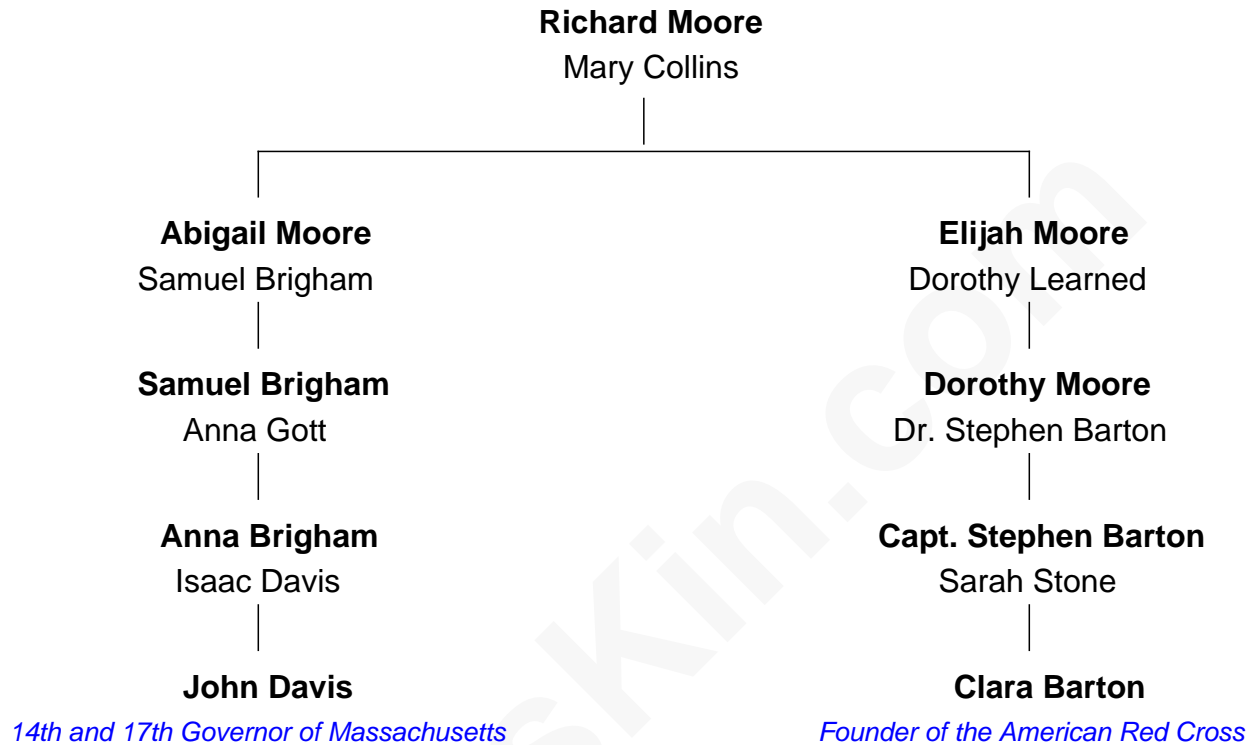 Richard Moore
Mary Collins
Abigail Moore
Samuel Brigham
Elijah Moore
Dorothy Learned
Samuel Brigham
Anna Gott
Dorothy Moore
Dr. Stephen Barton
Anna Brigham
Isaac Davis
Capt. Stephen Barton
Sarah Stone
John Davis
14th and 17th Governor of Massachusetts
Clara Barton
Founder of the American Red Cross
sKin.com